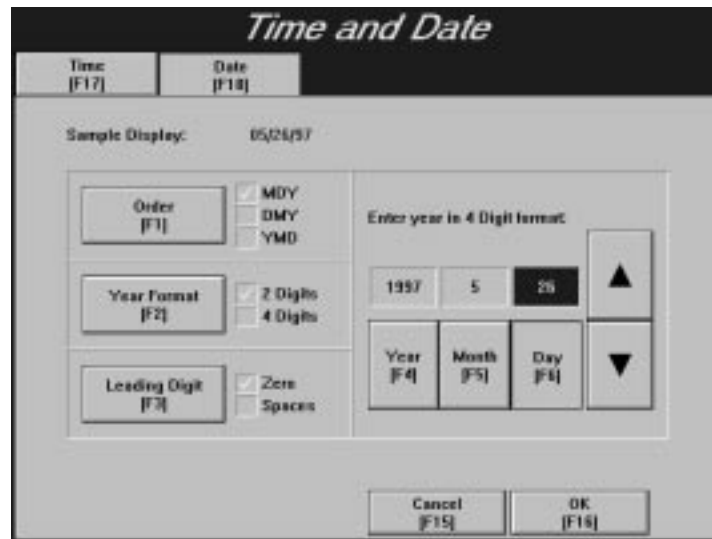 Time and Date
Time
[F17]
Date
[F18]
Sample Display: 05/26/97
Order
[F1]
MDY
DMY
YMD
Year Format
[F2]
2 Digits
4 Digits
Leading Digit
[F3]
Zero
Spaces
Enter year in 4 Digit format:
1997 5 26
Year
[F4]
Month
[F5]
Day
[F6]
Cancel
[F15]
OK
[F16]